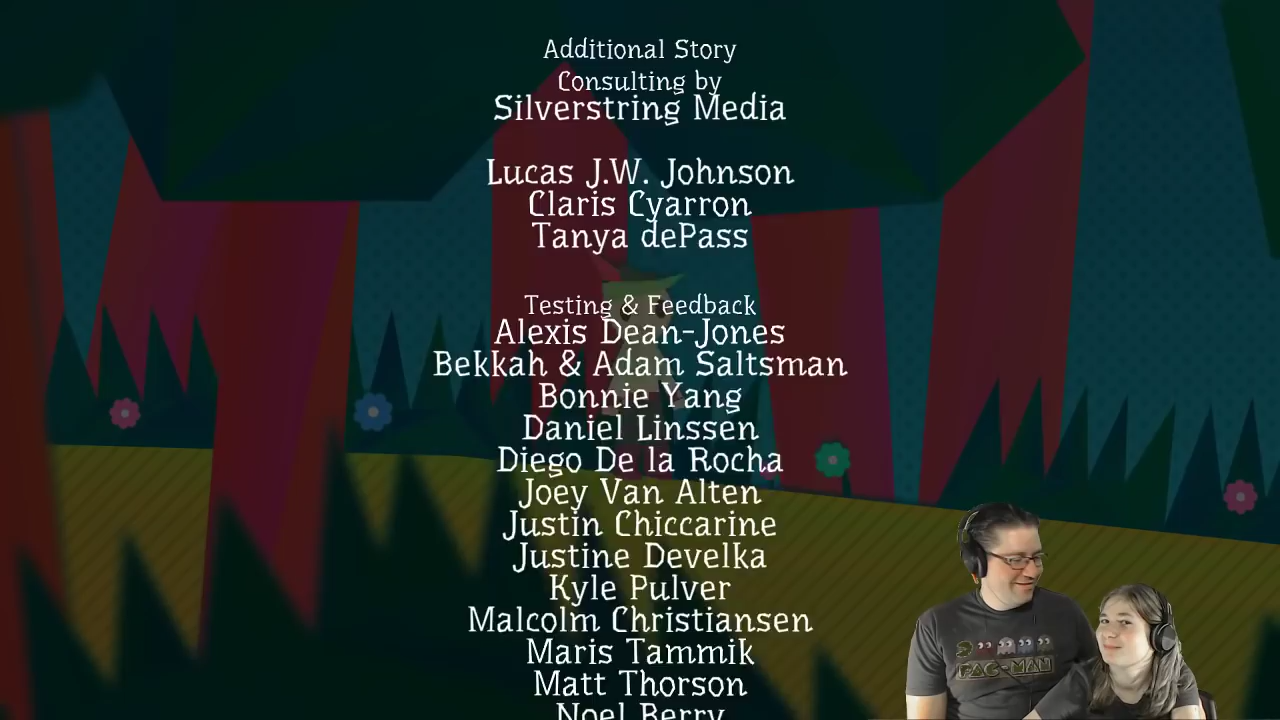 Additional Story
Consulting by
Silverstring Media
Lucas J.W. Johnson
Claris Cyarron
Tanya dePass
Testing & Feedback
Alexis Dean-Jones
Bekkah & Adam Saltsman
Bonnie Yang
Daniel Linssen
Diego De la Rocha
Joey Van Alten
Justin Chiccarine
Justine Develka
Kyle Pulver
Malcolm Christiansen
Maris Tammik
Matt Thorson
Noel Berry
PAC-MAN